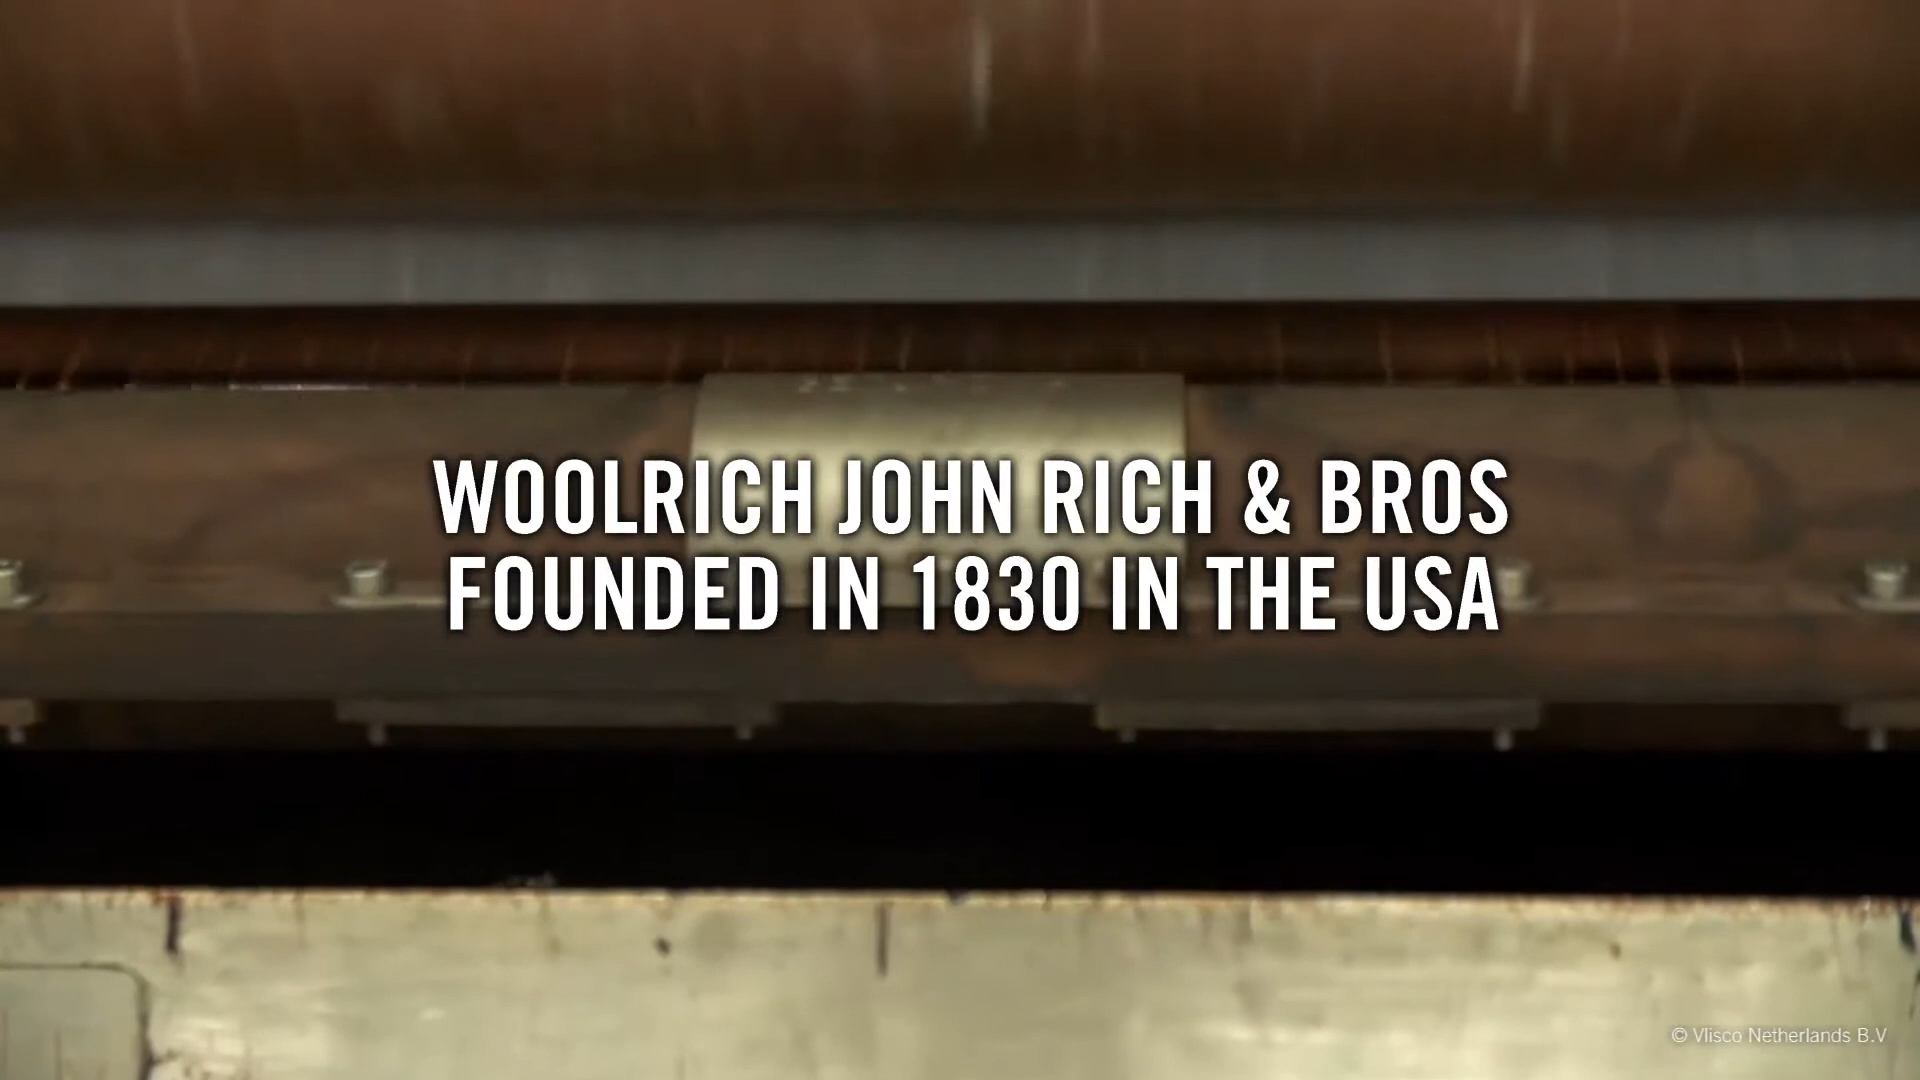 WOOLRICH JOHN RICH & BROS
FOUNDED IN 1830 IN THE USA
© Vlisco Netherlands B.V